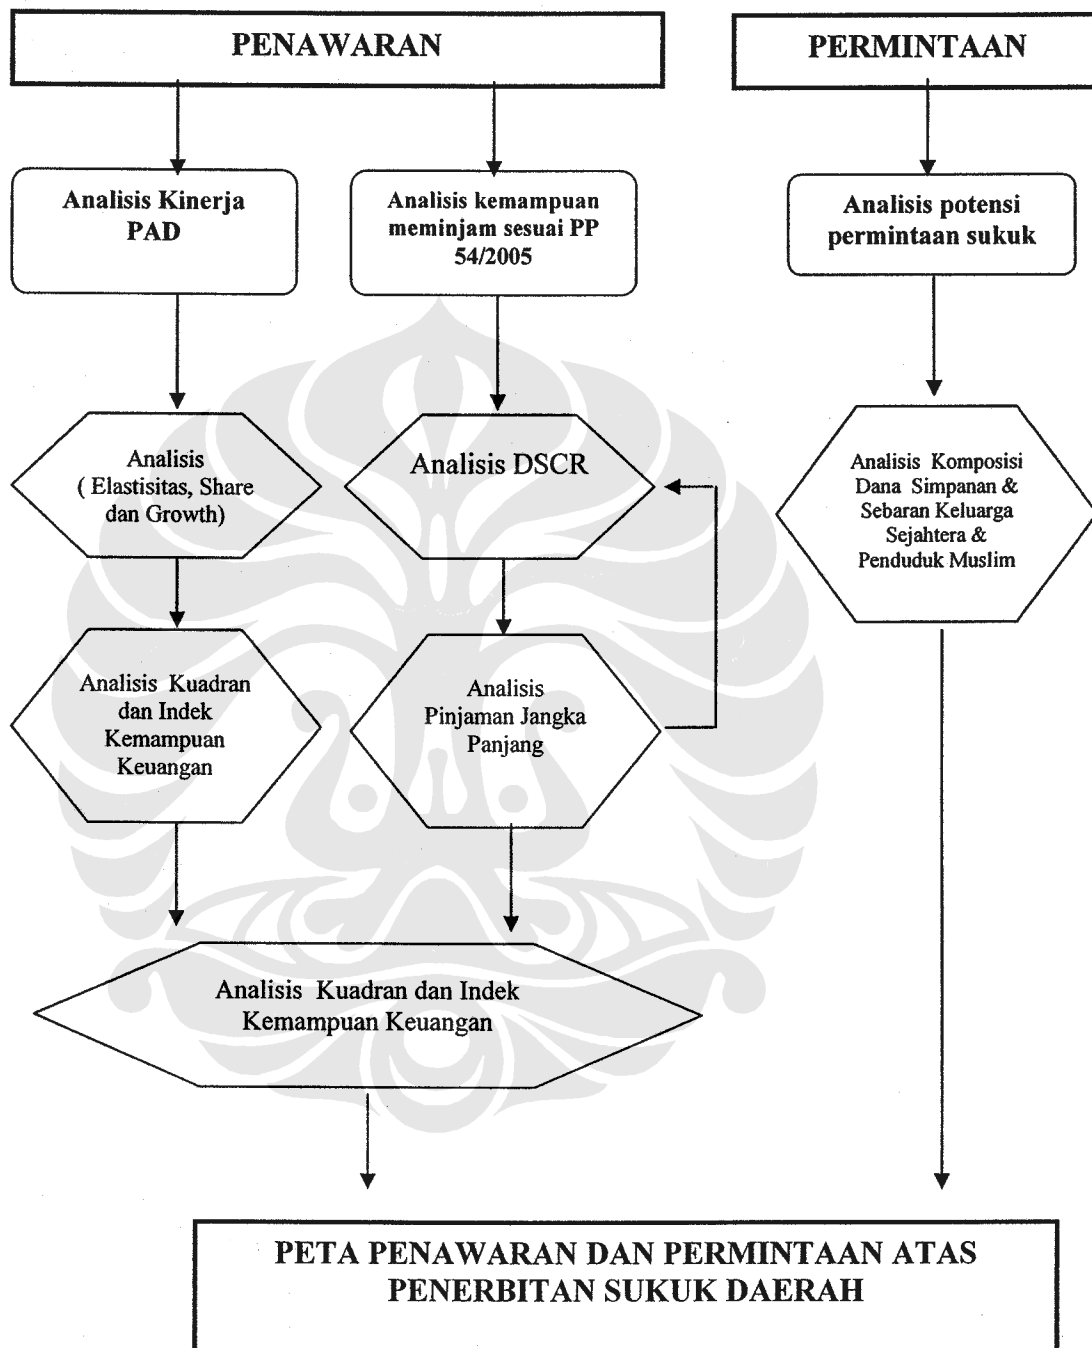 PENAWARAN
PERMINTAAN
Analisis Kinerja
PAD
Analisis kemampuan
meminjam sesuai PP
54/2005
Analisis potensi
permintaan sukuk
Analisis
( Elastisitas, Share
dan Growth)
Analisis DSCR
Analisis Komposisi
Dana Simpanan &
Sebaran Keluarga
Sejahtera &
Penduduk Muslim
Analisis Kuadran
dan Indek
Kemampuan
Keuangan
Analisis
Pinjaman Jangka
Panjang
Analisis Kuadran dan Indek
Kemampuan Keuangan
PETA PENAWARAN DAN PERMINTAAN ATAS
PENERBITAN SUKUK DAERAH